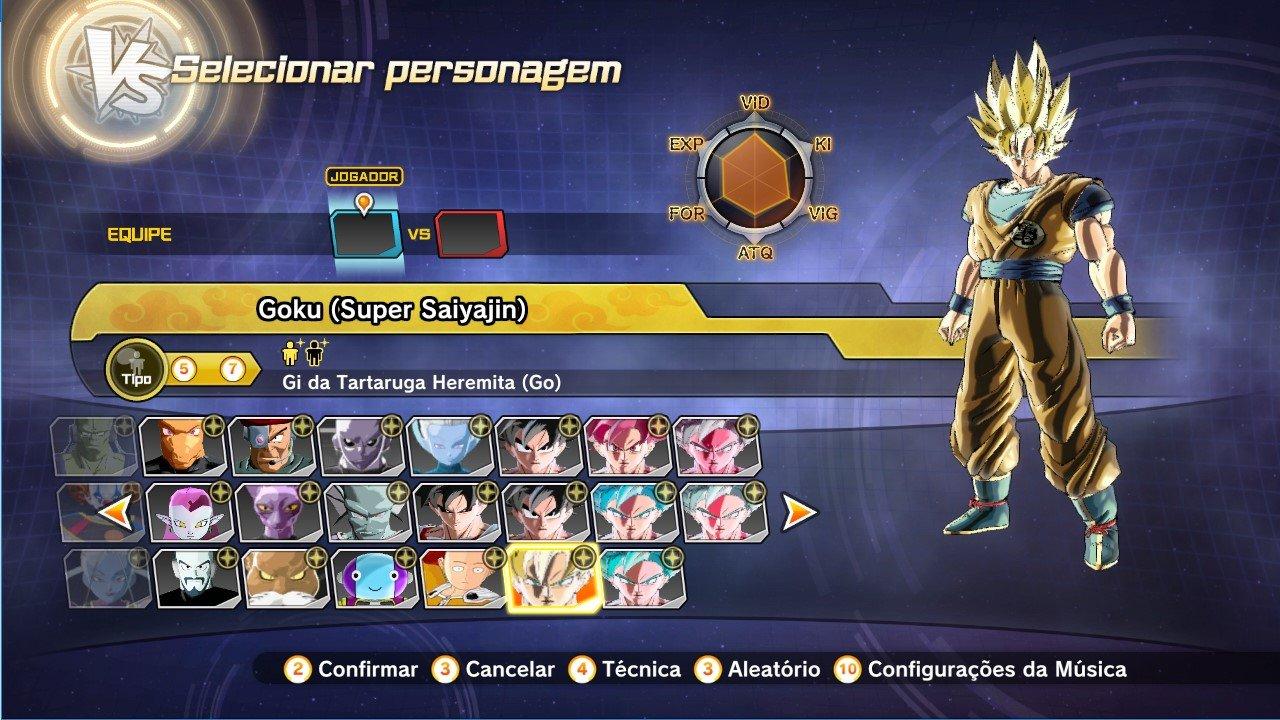 VS
Selecionar personagem
VID
EXP
KI
JOGADOR
FOR
VIG
EQUIPE
VS
ATQ
Goku (Super Saiyajin)
Tipo
5
7
Gi da Tartaruga Heremita (Go)
2 Confirmar 3 Cancelar 4 Técnica 3 Aleatório 10 Configurações da Música